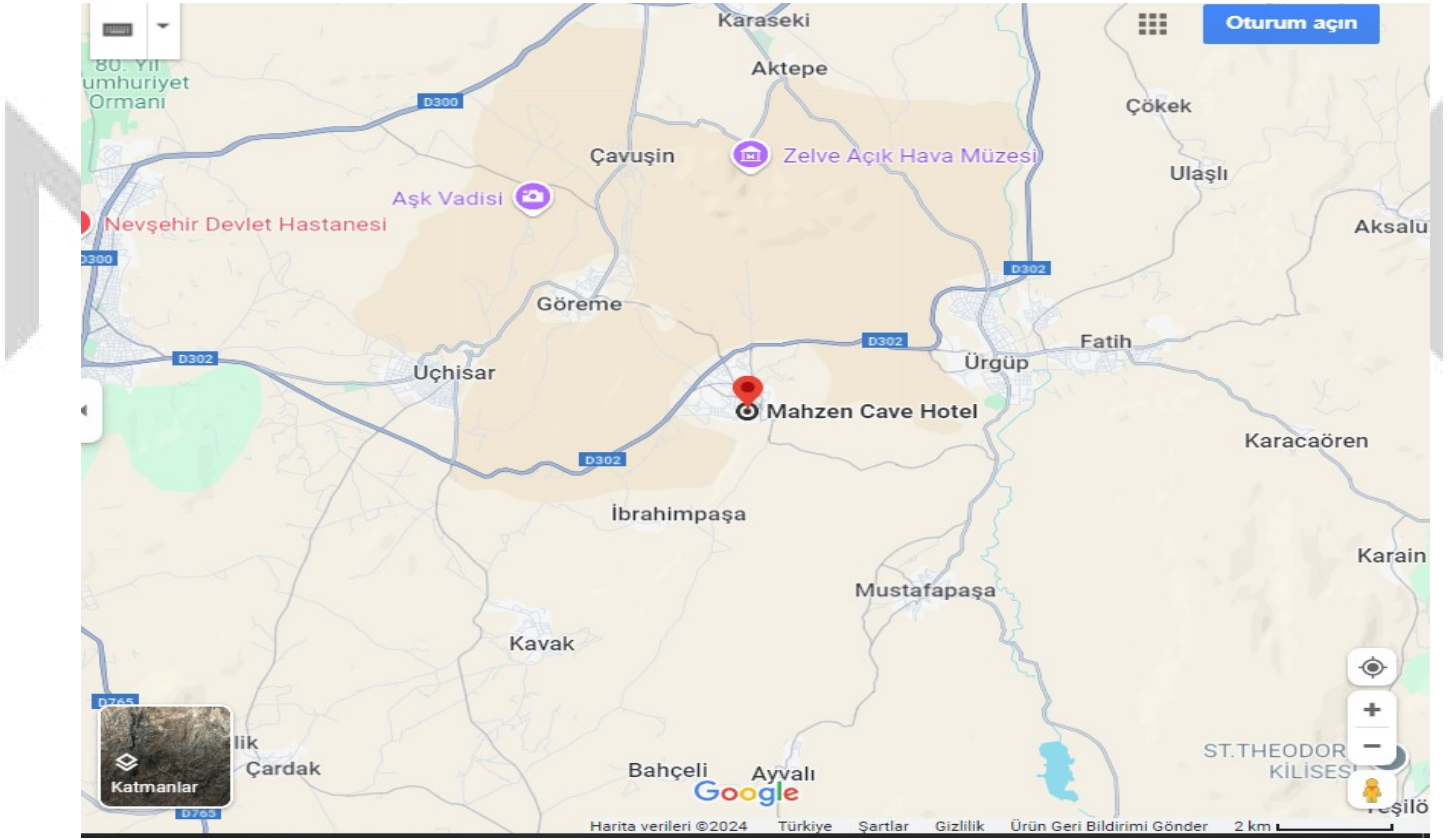 Karaseki
Oturum açın
80. Yıl
umhuriyet
Ormanı
Aktepe
D300
Çökek
Çavuşin
Zelve Açık Hava Müzesi
Ulaşlı
Aşk Vadisi
Nevşehir Devlet Hastanesi
Aksalu
D300
D302
Göreme
D302
D302
Fatih
Uçhisar
Ürgüp
Mahzen Cave Hotel
Karacaören
D302
İbrahimpaşa
Karain
Mustafapaşa
Kavak
D765
lik
Çardak
Katmanlar
ST.THEODOR
KİLİSES
Bahçeli
Ayvalı
Google
D765
Harita verileri ©2024 Türkiye Şartlar Gizlilik Ürün Geri Bildirimi Gönder 2 km